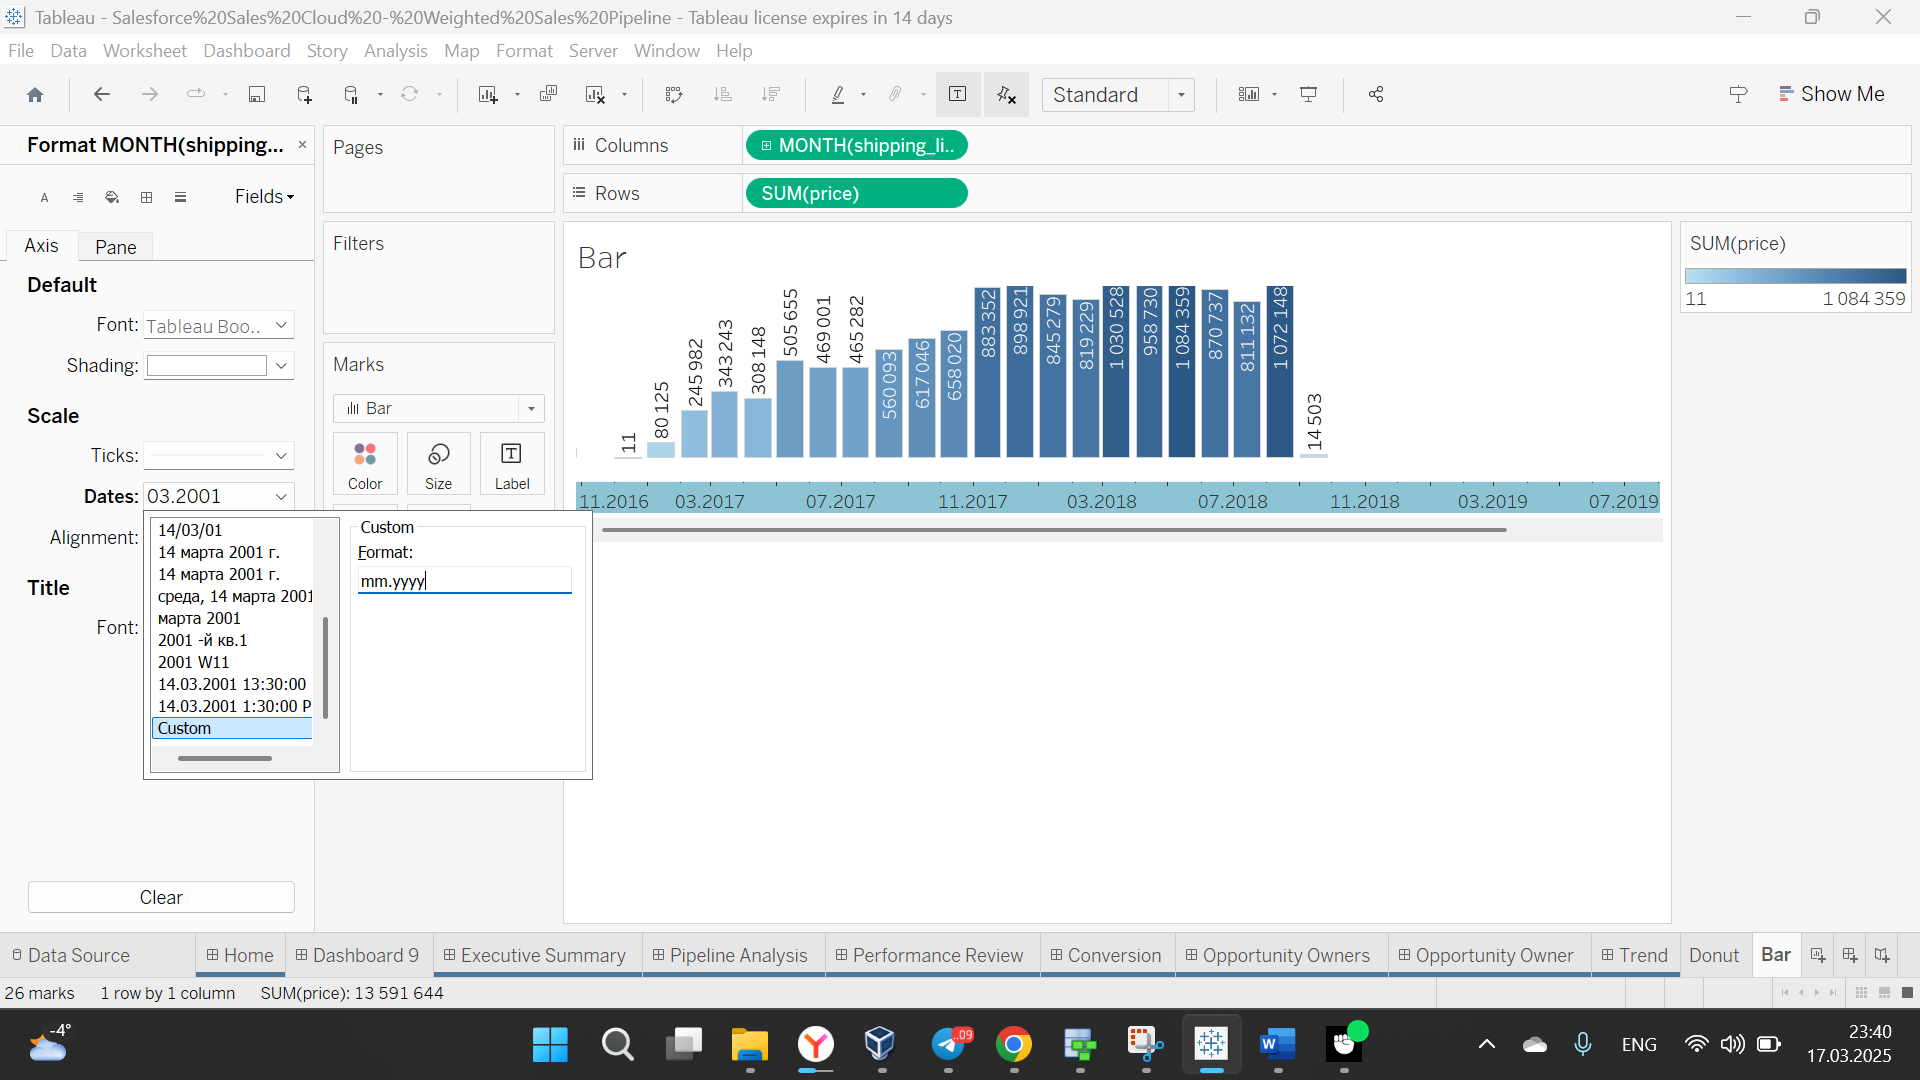 Tableau - Salesforce%20Sales%20Cloud%20-%20Weighted%20Sales%20Pipeline - Tableau license expires in 14 days
File Data Worksheet Dashboard Story Analysis Map Format Server Window Help
Standard
Show Me
Format MONTH(shipping...
Fields
Axis Pane
Default
Font: Tableau Boo..
Shading:
Scale
Ticks:
Dates: 03.2001
Alignment:
Title
Font:
14/03/01
14 марта 2001 г.
14 марта 2001 г.
среда, 14 марта 2001
марта 2001
2001 -й кв.1
2001 W11
14.03.2001 13:30:00
14.03.2001 1:30:00 P
Custom
Custom
Format:
mm.yyyy
Clear
Pages
Filters
Marks
Bar
Color Size Label
Columns MONTH(shipping_li..
Rows SUM(price)
Bar
11
80 125
245 982
343 243
308 148
505 655
469 001
465 282
560 093
617 046
658 020
883 352
898 921
845 279
819 229
1 030 528
958 730
1 084 359
870 737
811 132
1 072 148
14 503
11.2016 03.2017 07.2017 11.2017 03.2018 07.2018 11.2018 03.2019 07.2019
SUM(price)
11 1 084 359
Data Source Home Dashboard 9 Executive Summary Pipeline Analysis Performance Review Conversion Opportunity Owners Opportunity Owner Trend Donut Bar
26 marks 1 row by 1 column SUM(price): 13 591 644
-4°
..09
ENG
23:40
17.03.2025